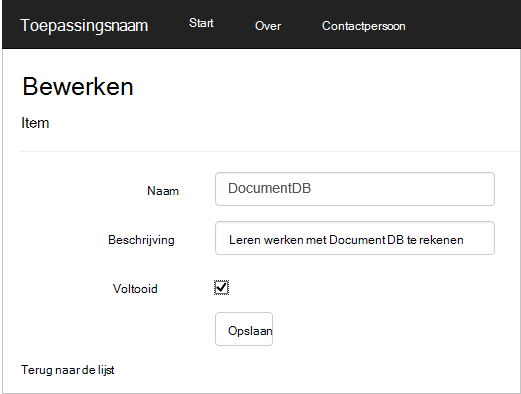 Toepassingsnaam Start Over Contactpersoon
Bewerken
Item
Naam DocumentDB
Beschrijving Leren werken met Document DB te rekenen
Voltooid
Opslaan
Terug naar de lijst